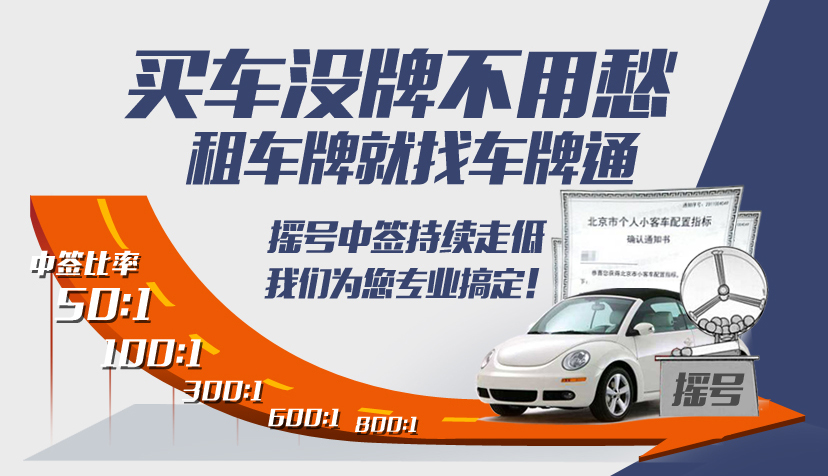 买车没牌不用愁
租车牌就找车牌通
摇号中签持续走低
我们为您专业搞定!
中签比率
50:1
100:1
300:1
600:1
800:1
北京市个人小客车配置指标
确认通知书
摇号